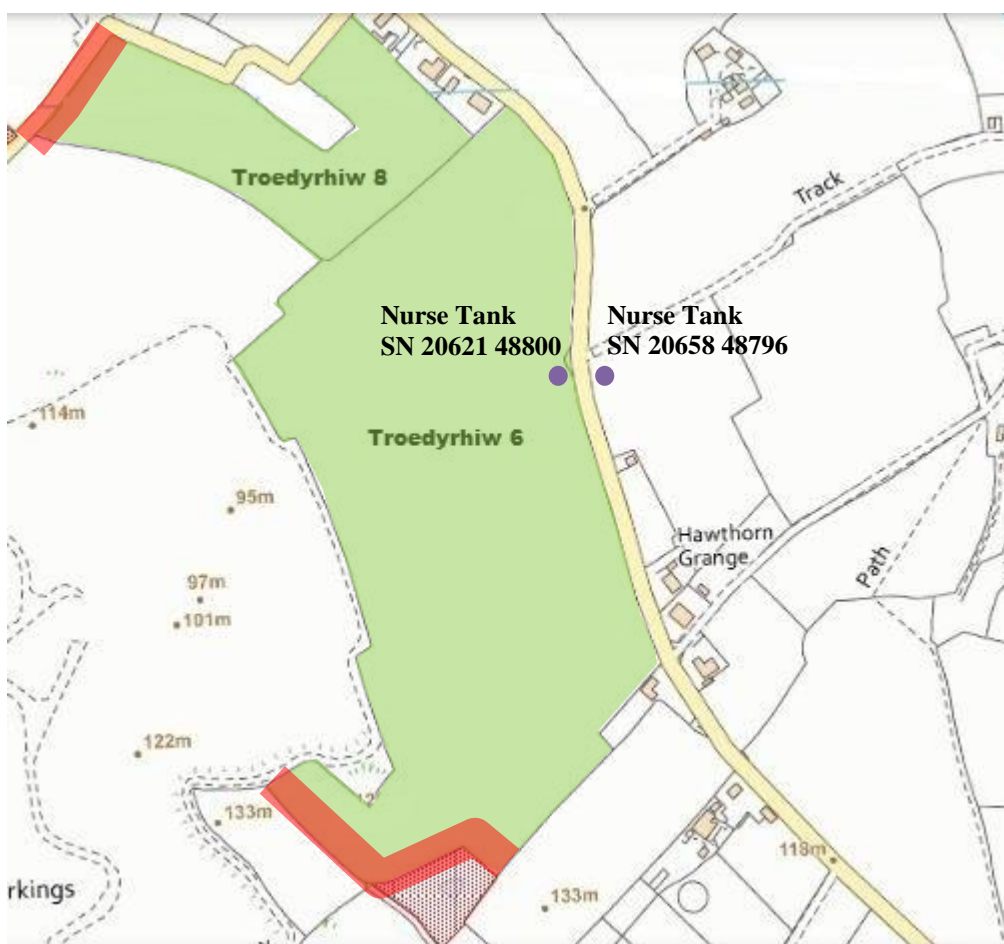 Troedyrhiw 8
Track
Nurse Tank
SN 20621 48800
Nurse Tank
SN 20658 48796
114m
Troedyrhiw 6
95m
Hawthorn
Grange
Path
97m
101m
122m
133m
118m
rkings
133m